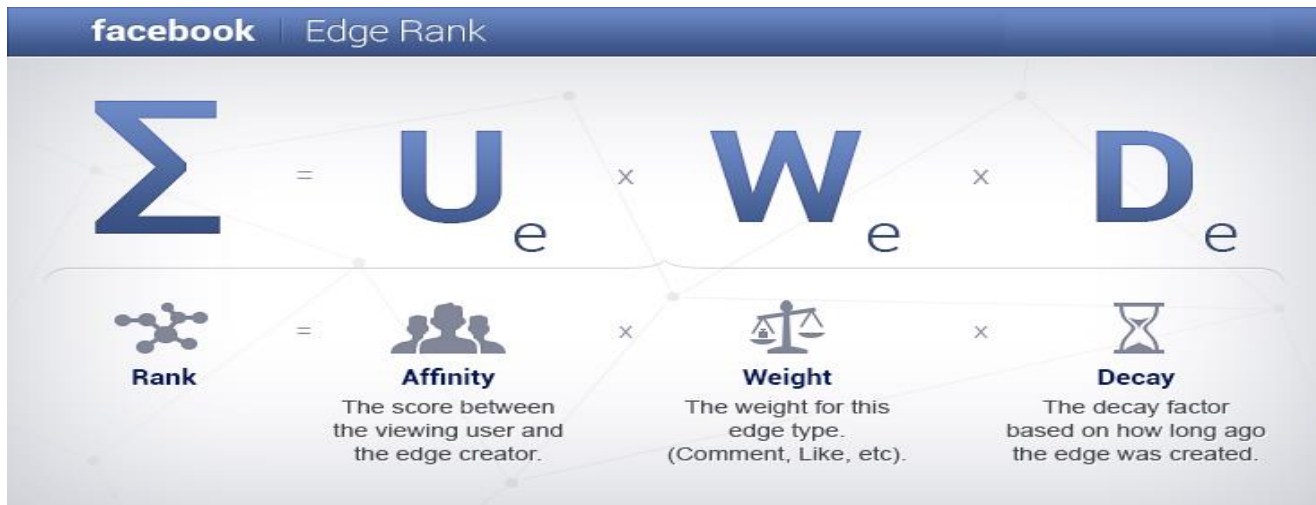 facebook | Edge Rank
Σ = U e x W e x D e
Rank = Affinity x Weight x Decay
The score between
the viewing user and
the edge creator.
The weight for this
edge type.
(Comment, Like, etc).
The decay factor
based on how long ago
the edge was created.